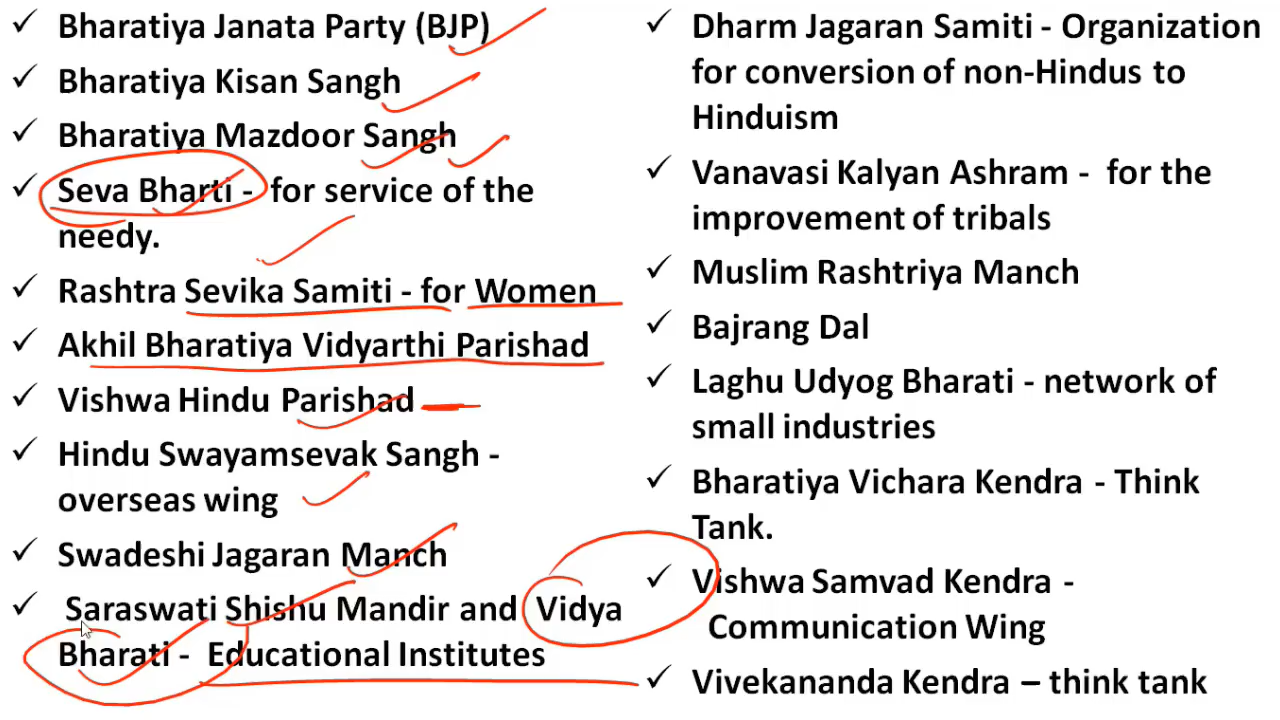 ✓ Bharatiya Janata Party (BJP)
✓ Bharatiya Kisan Sangh
✓ Bharatiya Mazdoor Sangh
✓ Seva Bharti - for service of the
needy.
✓ Rashtra Sevika Samiti - for Women
✓ Akhil Bharatiya Vidyarthi Parishad
✓ Vishwa Hindu Parishad
✓ Hindu Swayamsevak Sangh -
overseas wing
✓ Swadeshi Jagaran Manch
✓ Saraswati Shishu Mandir and Vidya
Bharati - Educational Institutes
✓ Dharm Jagaran Samiti - Organization
for conversion of non-Hindus to
Hinduism
✓ Vanavasi Kalyan Ashram - for the
improvement of tribals
✓ Muslim Rashtriya Manch
✓ Bajrang Dal
✓ Laghu Udyog Bharati - network of
small industries
✓ Bharatiya Vichara Kendra - Think
Tank.
✓ Vishwa Samvad Kendra -
Communication Wing
✓ Vivekananda Kendra – think tank